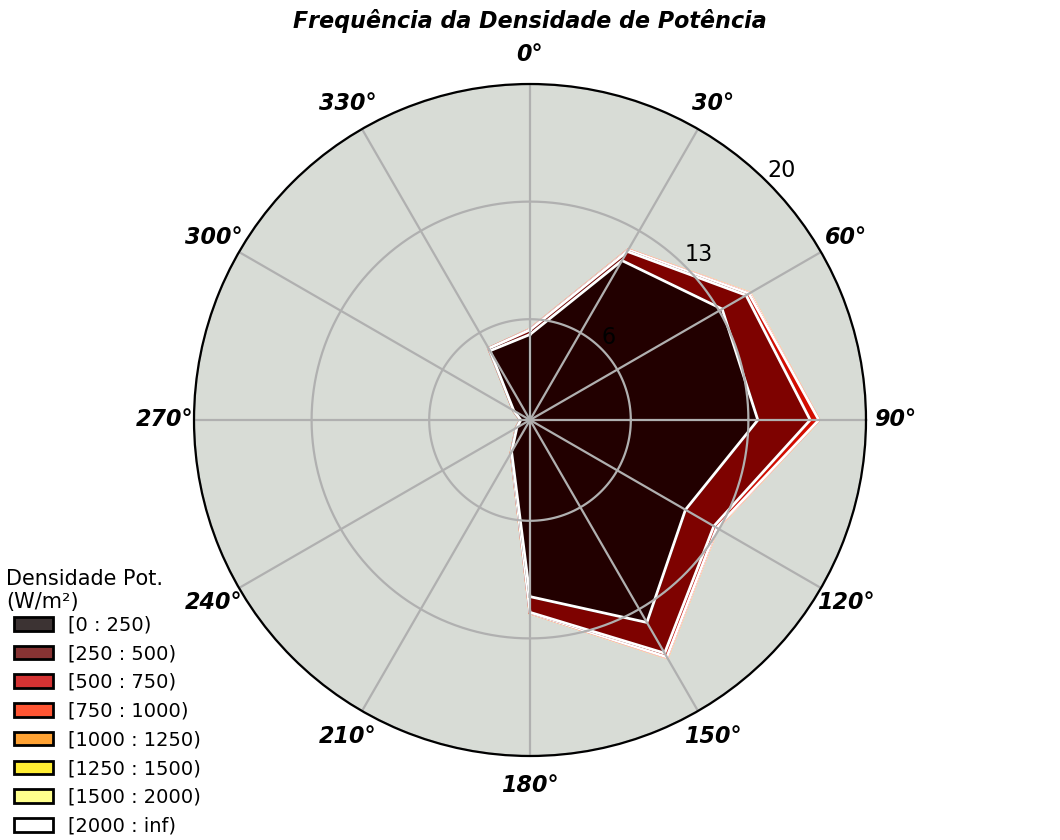 Frequência da Densidade de Potência
0°
330°
30°
20
300°
60°
13
6
270°
90°
240°
120°
210°
150°
180°
Densidade Pot.
(W/m²)
[0 : 250)
[250 : 500)
[500 : 750)
[750 : 1000)
[1000 : 1250)
[1250 : 1500)
[1500 : 2000)
[2000 : inf)